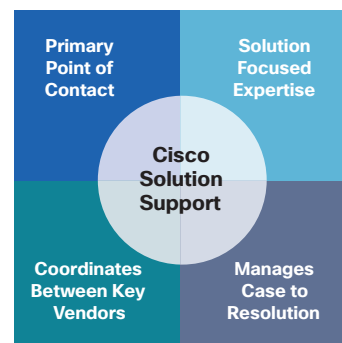 Primary
Point of
Contact
Solution
Focused
Expertise
Cisco
Solution
Support
Coordinates
Between Key
Vendors
Manages
Case to
Resolution